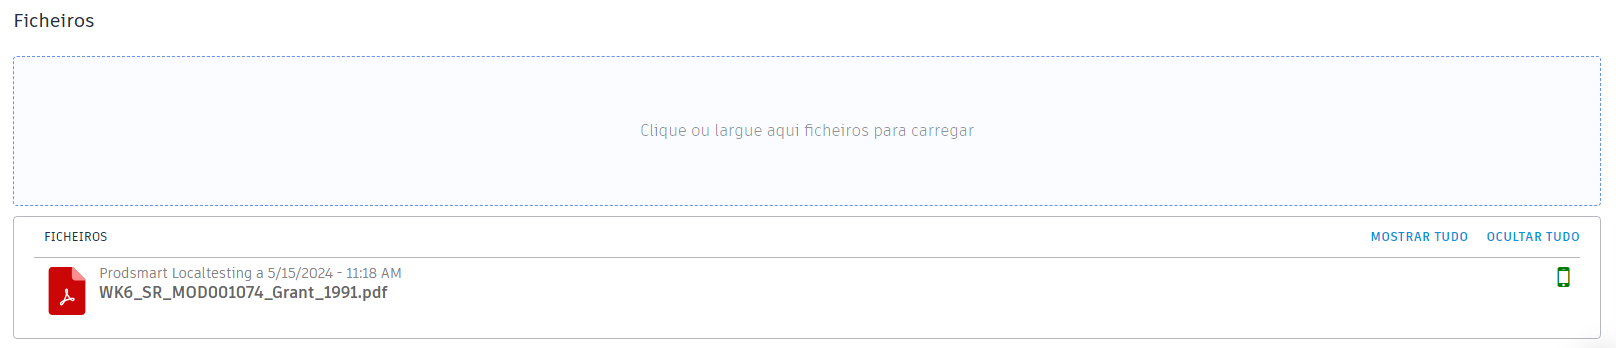 Ficheiros
Clique ou largue aqui ficheiros para carregar
FICHEIROS
MOSTRAR TUDO
OCULTAR TUDO
Prodsmart Localtesting a 5/15/2024 - 11:18 AM
WK6_SR_MOD001074_Grant_1991.pdf